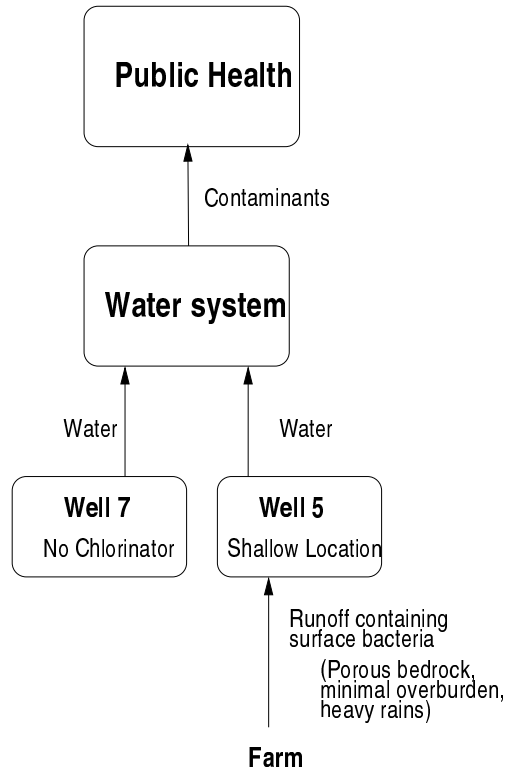 Public Health
Contaminants
Water system
Water
Water
Well 7
No Chlorinator
Well 5
Shallow Location
Runoff containing
surface bacteria
(Porous bedrock,
minimal overburden,
heavy rains)
Farm